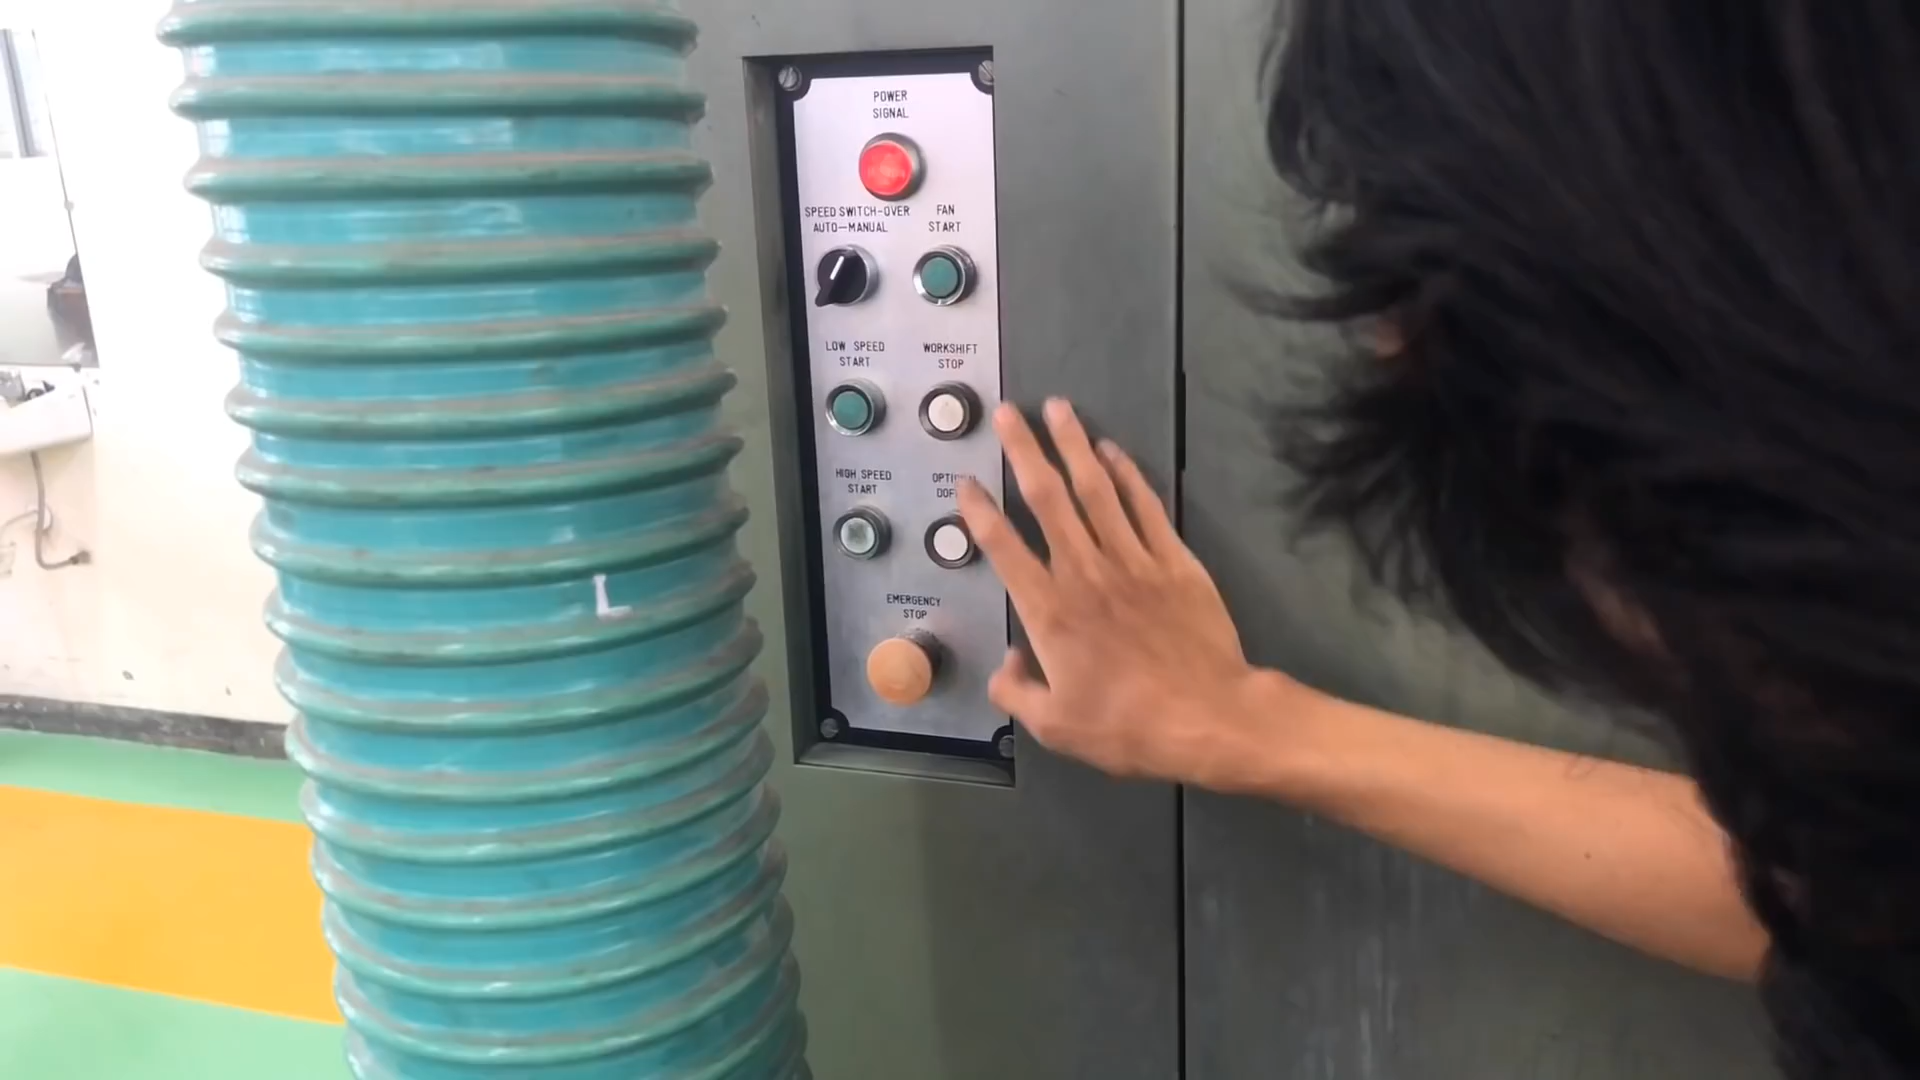 POWER
SIGNAL
SPEED SWITCH-OVER
AUTO-MANUAL
FAN
START
LOW SPEED
START
WORKSHIFT
STOP
HIGH SPEED
START
EMERGENCY
STOP
L